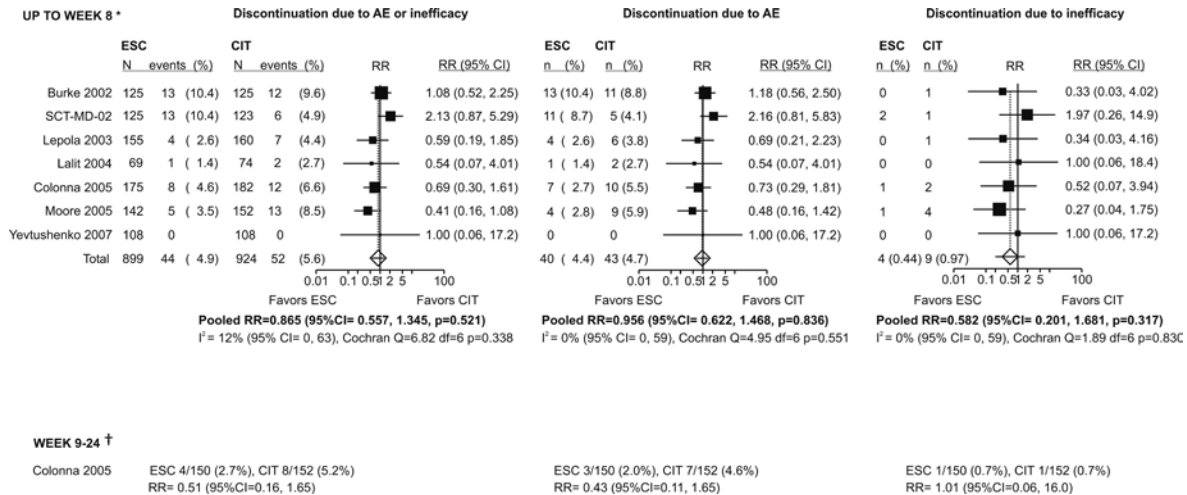 UP TO WEEK 8 * Discontinuation due to AE or inefficacy Discontinuation due to AE Discontinuation due to inefficacy
ESC CIT ESC CIT ESC CIT
N events (%) N events (%) RR RR (95% CI) n (%) n (%) RR RR (95% CI) n (%) n (%) RR RR (95% CI)
Burke 2002 125 13 (10.4) 125 12 (9.6) 1.08 (0.52, 2.25) 13 (10.4) 11 (8.8) 1.18 (0.56, 2.50) 0 1 0.33 (0.03, 4.02)
SCT-MD-02 125 13 (10.4) 123 6 (4.9) 2.13 (0.87, 5.29) 11 ( 8.7) 5 (4.1) 2.16 (0.81, 5.83) 2 1 1.97 (0.26, 14.9)
Lepola 2003 155 4 ( 2.6) 160 7 (4.4) 0.59 (0.19, 1.85) 4 ( 2.6) 6 (3.8) 0.69 (0.21, 2.23) 0 1 0.34 (0.03, 4.16)
Lalit 2004 69 1 ( 1.4) 74 2 (2.7) 0.54 (0.07, 4.01) 1 ( 1.4) 2 (2.7) 0.54 (0.07, 4.01) 0 0 1.00 (0.06, 18.4)
Colonna 2005 175 8 ( 4.6) 182 12 (6.6) 0.69 (0.30, 1.61) 7 ( 2.7) 10 (5.5) 0.73 (0.29, 1.81) 1 2 0.52 (0.07, 3.94)
Moore 2005 142 5 ( 3.5) 152 13 (8.5) 0.41 (0.16, 1.08) 4 ( 2.8) 9 (5.9) 0.48 (0.16, 1.42) 1 4 0.27 (0.04, 1.75)
Yevtushenko 2007 108 0 108 0 1.00 (0.06, 17.2) 0 0 1.00 (0.06, 17.2) 0 0 1.00 (0.06, 17.2)
Total 899 44 ( 4.9) 924 52 (5.6) 40 ( 4.4) 43 (4.7) 4 (0.44) 9 (0.97)
0.1 0.5 1 2 5 100 0.1 0.5 1 2 5 100 0.1 0.5 1 2 5 100
Favors ESC Favors CIT Favors ESC Favors CIT Favors ESC Favors CIT
Pooled RR=0.865 (95%CI= 0.557, 1.345, p=0.521) Pooled RR=0.956 (95%CI= 0.622, 1.468, p=0.836) Pooled RR=0.582 (95%CI= 0.201, 1.681, p=0.317)
I² = 12% (95% CI= 0, 63), Cochran Q=6.82 df=6 p=0.338 I² = 0% (95% CI= 0, 59), Cochran Q=4.95 df=6 p=0.551 I² = 0% (95% CI= 0, 59), Cochran Q=1.89 df=6 p=0.830
WEEK 9-24 †
Colonna 2005 ESC 4/150 (2.7%), CIT 8/152 (5.2%) ESC 3/150 (2.0%), CIT 7/152 (4.6%) ESC 1/150 (0.7%), CIT 1/152 (0.7%)
RR= 0.51 (95%CI=0.16, 1.65) RR= 0.43 (95%CI=0.11, 1.65) RR= 1.01 (95%CI=0.06, 16.0)